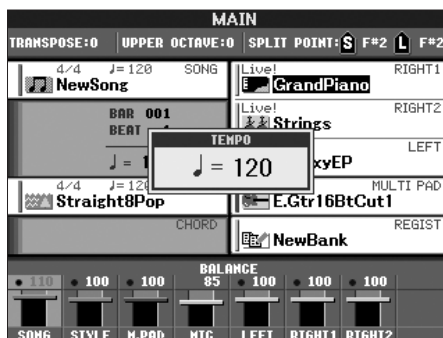 MAIN
TRANSPOSE:0 UPPER OCTAVE:0 SPLIT POINT: S F#2 L F#2
4/4 ♩=120 SONG
NewSong
Live! RIGHT1
GrandPiano
BAR 001
BEAT
Live! RIGHT2
Strings
LEFT
TEMPO
♩ = 120
4/4 SONG
Straight8Pop
MULTI PAD
E.Gtr16BtCut1
CHORD
REGIST
NewBank
BALANCE
110 100 100 85 100 100 100
SONG STYLE M.PAD MIC LEFT RIGHT1 RIGHT2